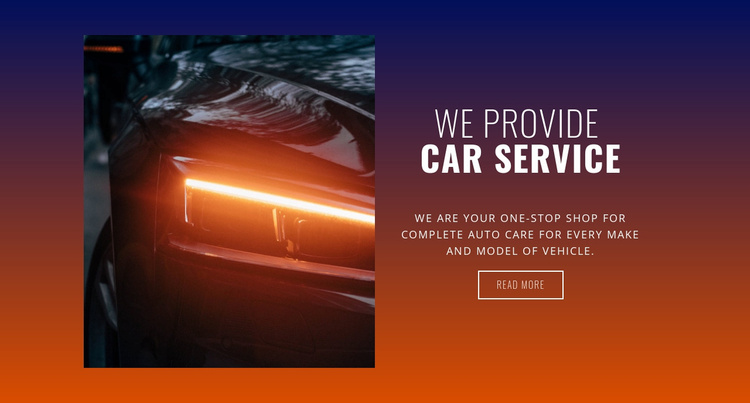 WE PROVIDE
CAR SERVICE
WE ARE YOUR ONE-STOP SHOP FOR
COMPLETE AUTO CARE FOR EVERY MAKE
AND MODEL OF VEHICLE.
READ MORE